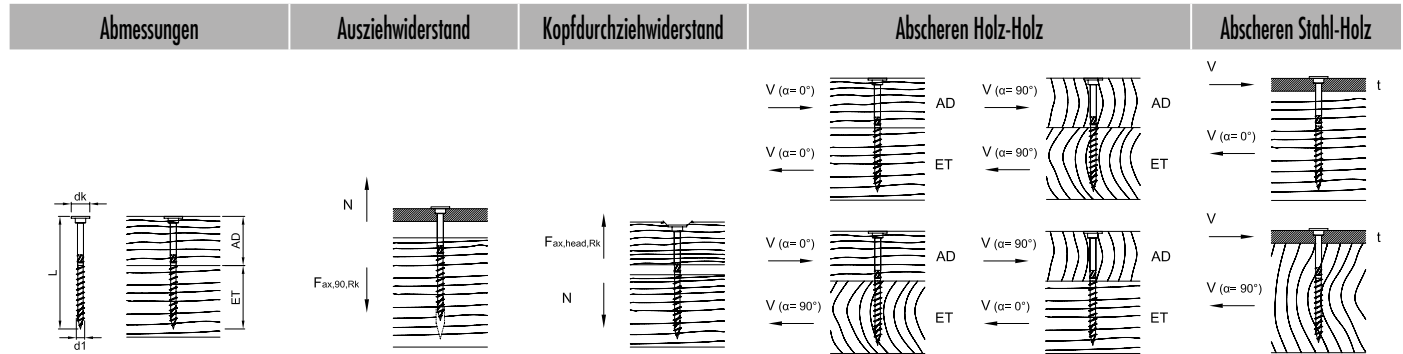 Abmessungen
Ausziehwiderstand
Kopfdurchziehwiderstand
Abscheren Holz-Holz
Abscheren Stahl-Holz
dk
L
d1
AD
ET
N
Fax,90,Rk
Fax,head,Rk
N
V (α= 0°)
AD
V (α= 0°)
ET
V (α= 90°)
AD
V (α= 90°)
ET
V (α= 0°)
AD
V (α= 90°)
ET
V (α= 90°)
AD
V (α= 0°)
ET
V
t
V (α= 0°)
V
t
V (α= 90°)